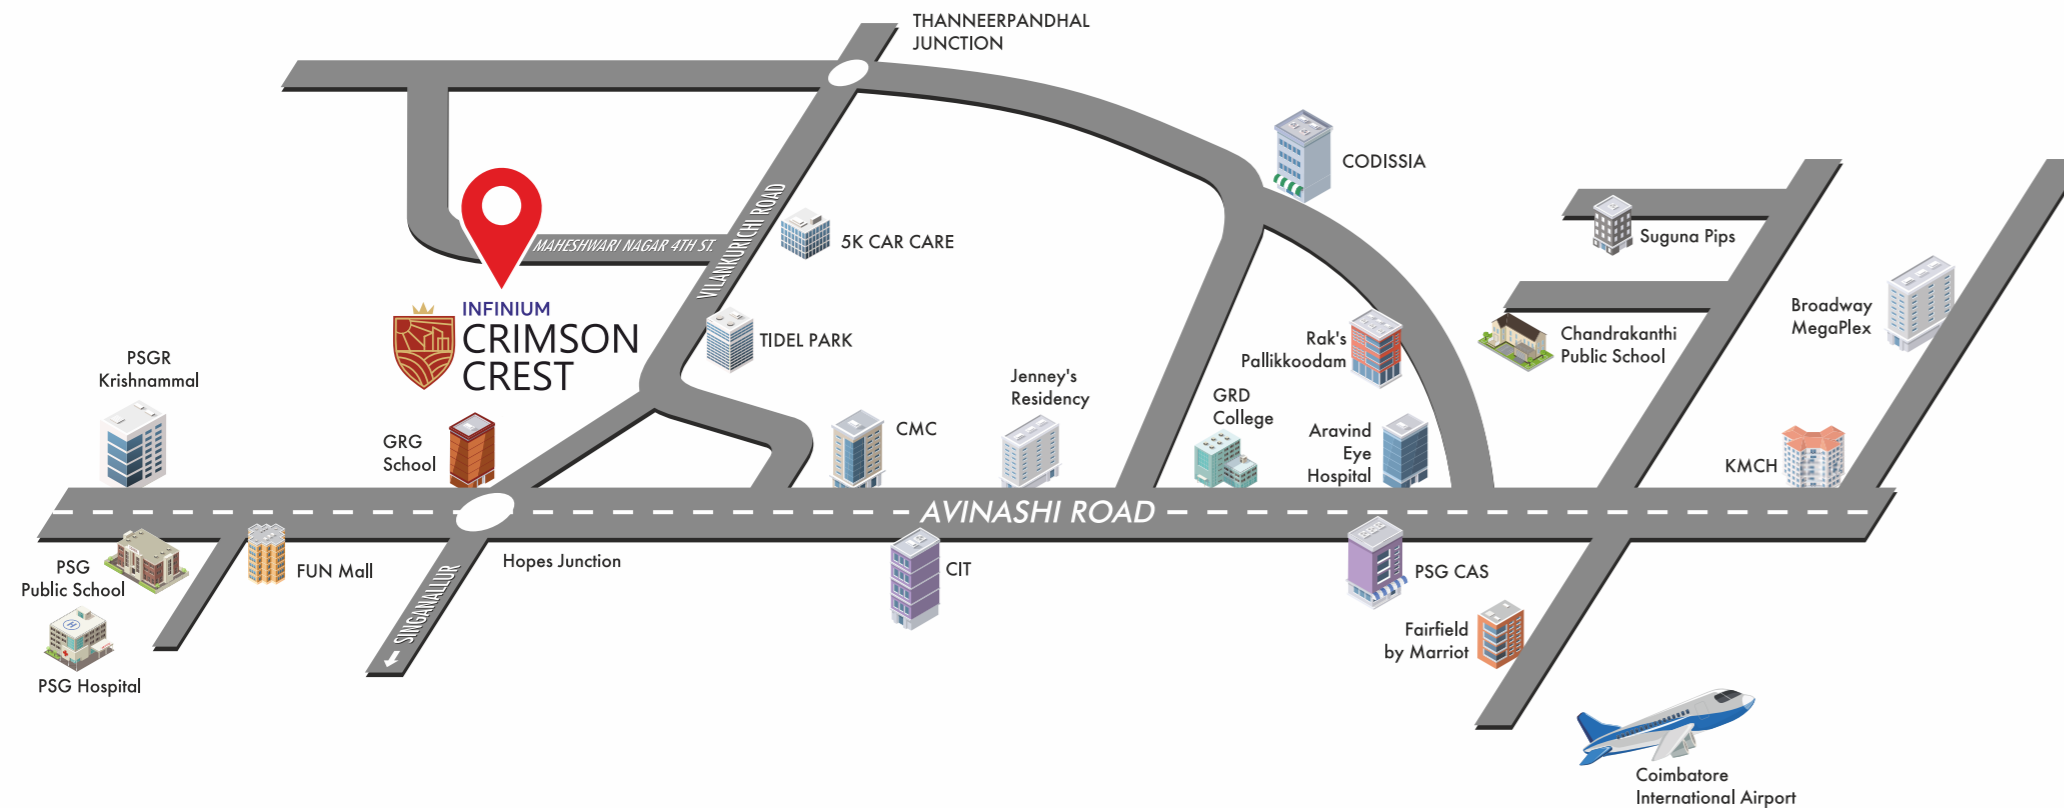 THANNEERPANDHAL
JUNCTION
CODISSIA
VILANKURICHI ROAD
MAHESHWARI NAGAR 4TH ST.
5K CAR CARE
Suguna Pips
INFINIUM
CRIMSON
CREST
TIDEL PARK
Broadway
MegaPlex
Chandrakanthi
Public School
Rak's
Pallikkoodam
PSGR
Krishnammal
Jenney's
Residency
GRD
College
GRG
School
CMC
Aravind
Eye
Hospital
KMCH
AVINASHI ROAD
Hopes Junction
PSG
Public School
FUN Mall
SINGANALLUR
CIT
PSG CAS
Fairfield
by Marriot
H
PSG Hospital
Coimbatore
International Airport